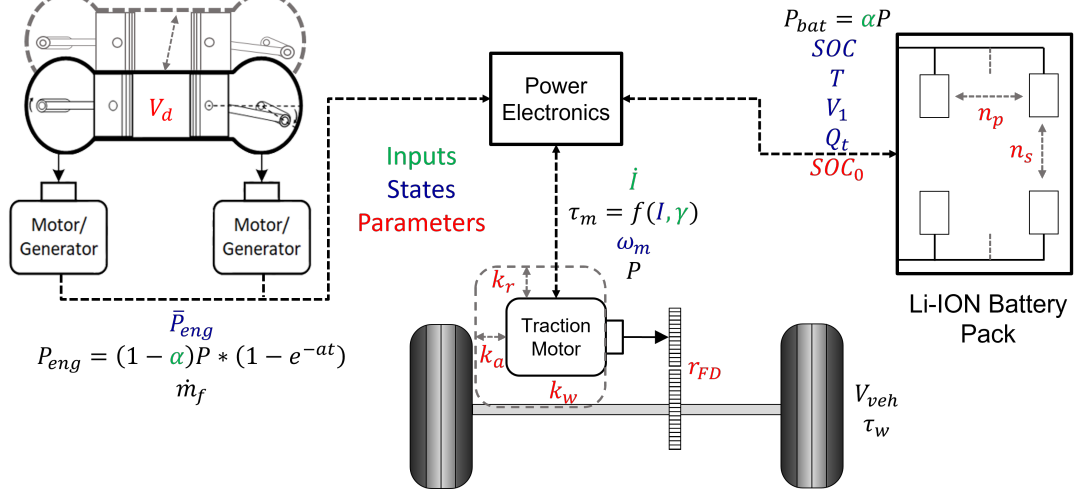 V_d
Motor/
Generator
Motor/
Generator
P̄_eng
P_eng = (1 − α)P ∗ (1 − e^{−at})
ṁ_f
Power
Electronics
Inputs
States
Parameters
İ
τ_m = f(I, γ)
ω_m
P
k_r
k_a
k_w
Traction
Motor
r_FD
V_veh
τ_w
P_bat = αP
SOC
T
V_1
Q_t
SOC_0
n_p
n_s
Li-ION Battery
Pack